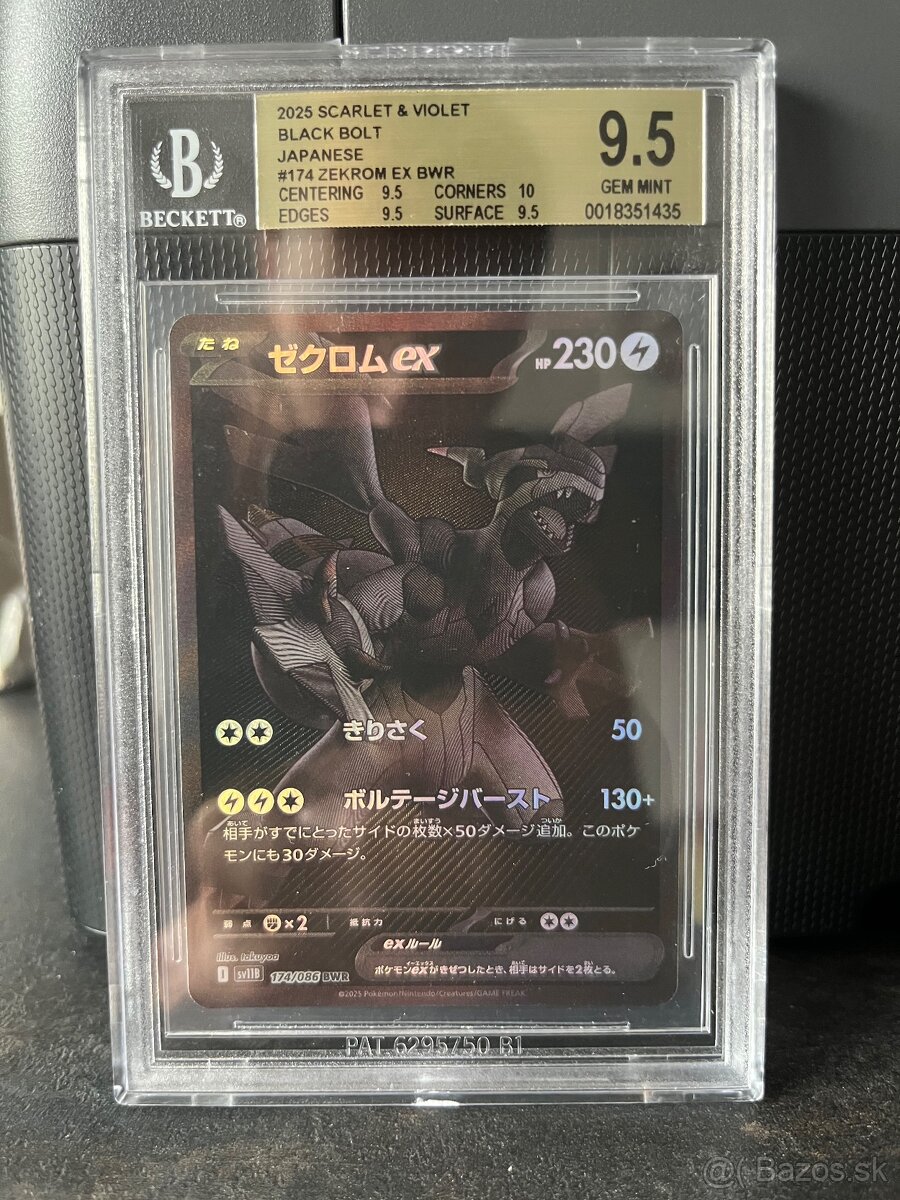 2025 SCARLET & VIOLET
BLACK BOLT
JAPANESE
#174 ZEKROM EX BWR
CENTERING 9.5 CORNERS 10
EDGES 9.5 SURFACE 9.5
9.5
GEM MINT
0018351435
B
BECKETT®
たね
ゼクロムex
HP230
きりさく 50
ボルテージバースト 130+
相手がすでにとったサイドの枚数×50ダメージ追加。このポケ
モンにも30ダメージ。
弱点 ×2 抵抗力 にげる
exルール
ポケモンexがきぜつしたとき、相手はサイドを2枚とる。
Illus. takuyoa
I sv11B 174/086 BWR
©2025 Pokémon/Nintendo/Creatures/GAME FREAK
PAT. 6295750 B1
Bazos.sk